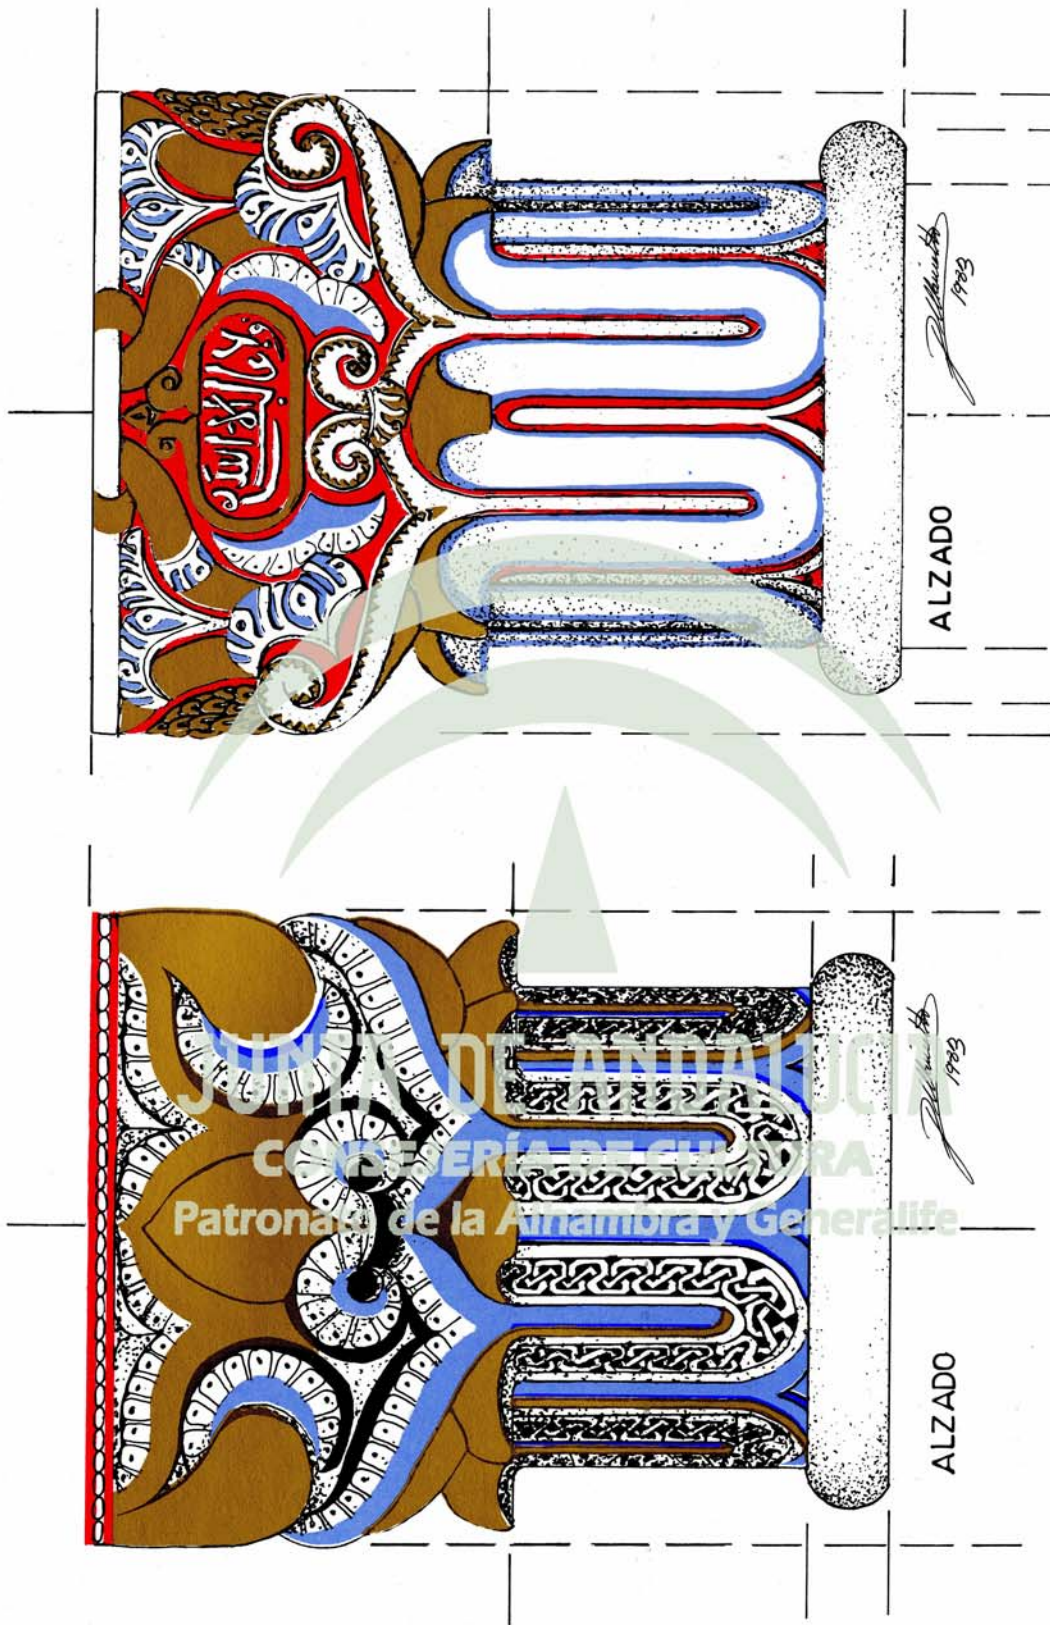 ALZADO
1983
JUNTA DE ANDALUCIA
CONSEJERÍA DE CULTURA
Patronato de la Alhambra y Generalife
ALZADO
1983